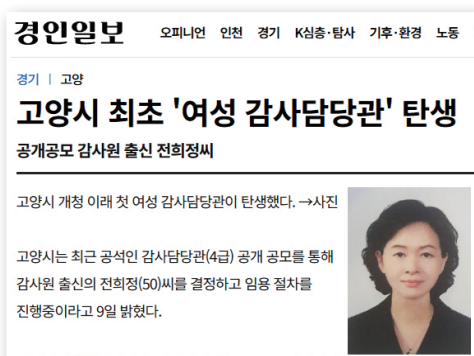 경인일보 오피니언 인천 경기 K심층·탐사 기후·환경 노동
경기 | 고양
고양시 최초 '여성 감사담당관' 탄생
공개공모 감사원 출신 전희정씨
고양시 개청 이래 첫 여성 감사담당관이 탄생했다. →사진
고양시는 최근 공석인 감사담당관(4급) 공개 공모를 통해
감사원 출신의 전희정(50)씨를 결정하고 임용 절차를
진행중이라고 9일 밝혔다.